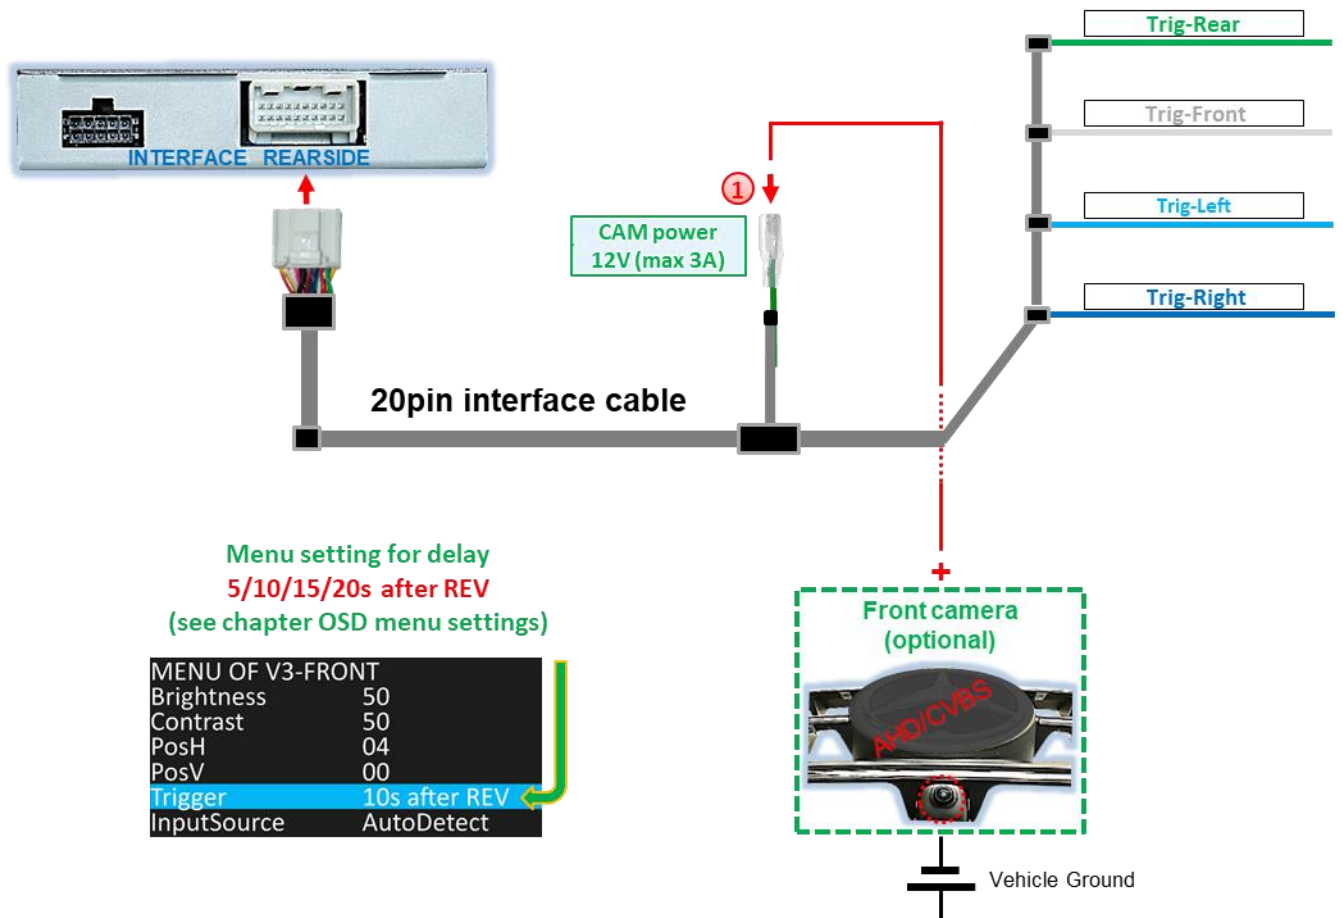 Trig-Rear
Trig-Front
Trig-Left
Trig-Right
INTERFACE REARSIDE
1
CAM power
12V (max 3A)
20pin interface cable
Menu setting for delay
5/10/15/20s after REV
(see chapter OSD menu settings)
MENU OF V3-FRONT
Brightness 50
Contrast 50
PosH 04
PosV 00
Trigger 10s after REV
InputSource AutoDetect
+
Front camera
(optional)
AHD/CVBS
Vehicle Ground